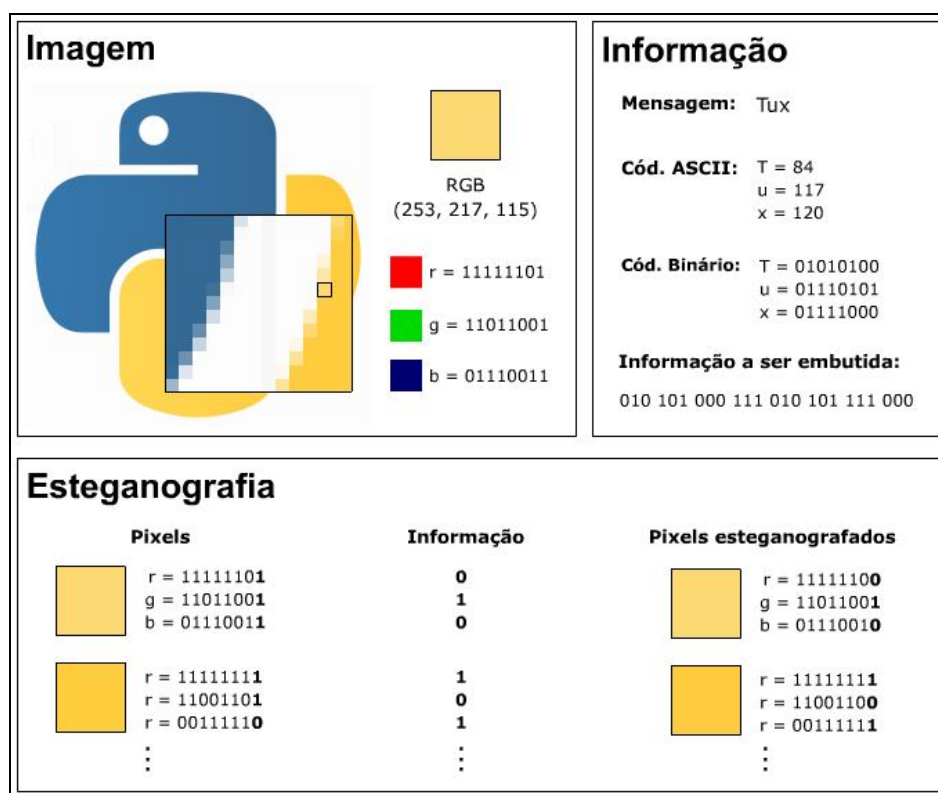 Imagem
RGB
(253, 217, 115)
r = 11111101
g = 11011001
b = 01110011
Informação
Mensagem: Tux
Cód. ASCII: T = 84
u = 117
x = 120
Cód. Binário: T = 01010100
u = 01110101
x = 01111000
Informação a ser embutida:
010 101 000 111 010 101 111 000
Esteganografia
Pixels Informação Pixels esteganografados
r = 11111101 0 r = 11111100
g = 11011001 1 g = 11011001
b = 01110011 0 b = 01110010
r = 11111111 1 r = 11111111
r = 11001101 0 r = 11001100
r = 00111110 1 r = 00111111
⋮ ⋮ ⋮